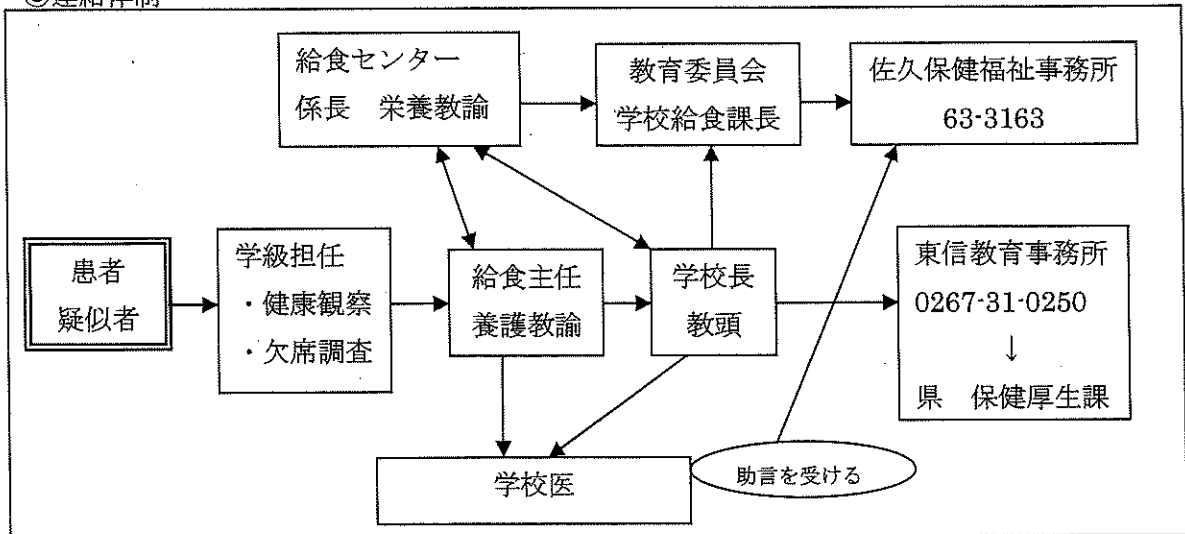 給食センター
係長　栄養教諭
教育委員会
学校給食課長
佐久保健福祉事務所
63-3163
患者
疑似者
学級担任
・健康観察
・欠席調査
給食主任
養護教諭
学校長
教頭
東信教育事務所
0267-31-0250
↓
県　保健厚生課
学校医
助言を受ける